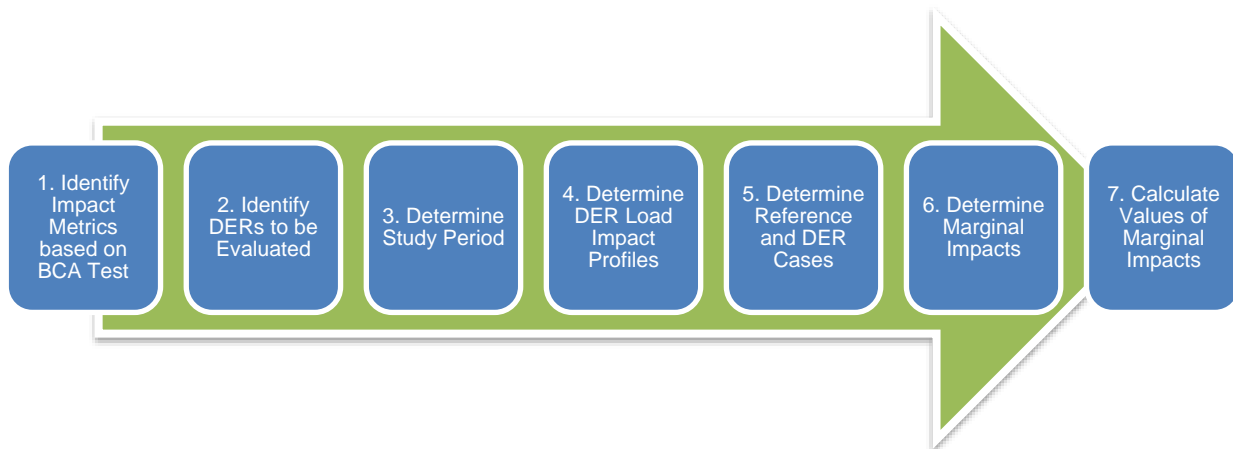 1. Identify
Impact
Metrics
based on
BCA Test
2. Identify
DERs to be
Evaluated
3. Determine
Study Period
4. Determine
DER Load
Impact
Profiles
5. Determine
Reference
and DER
Cases
6. Determine
Marginal
Impacts
7. Calculate
Values of
Marginal
Impacts